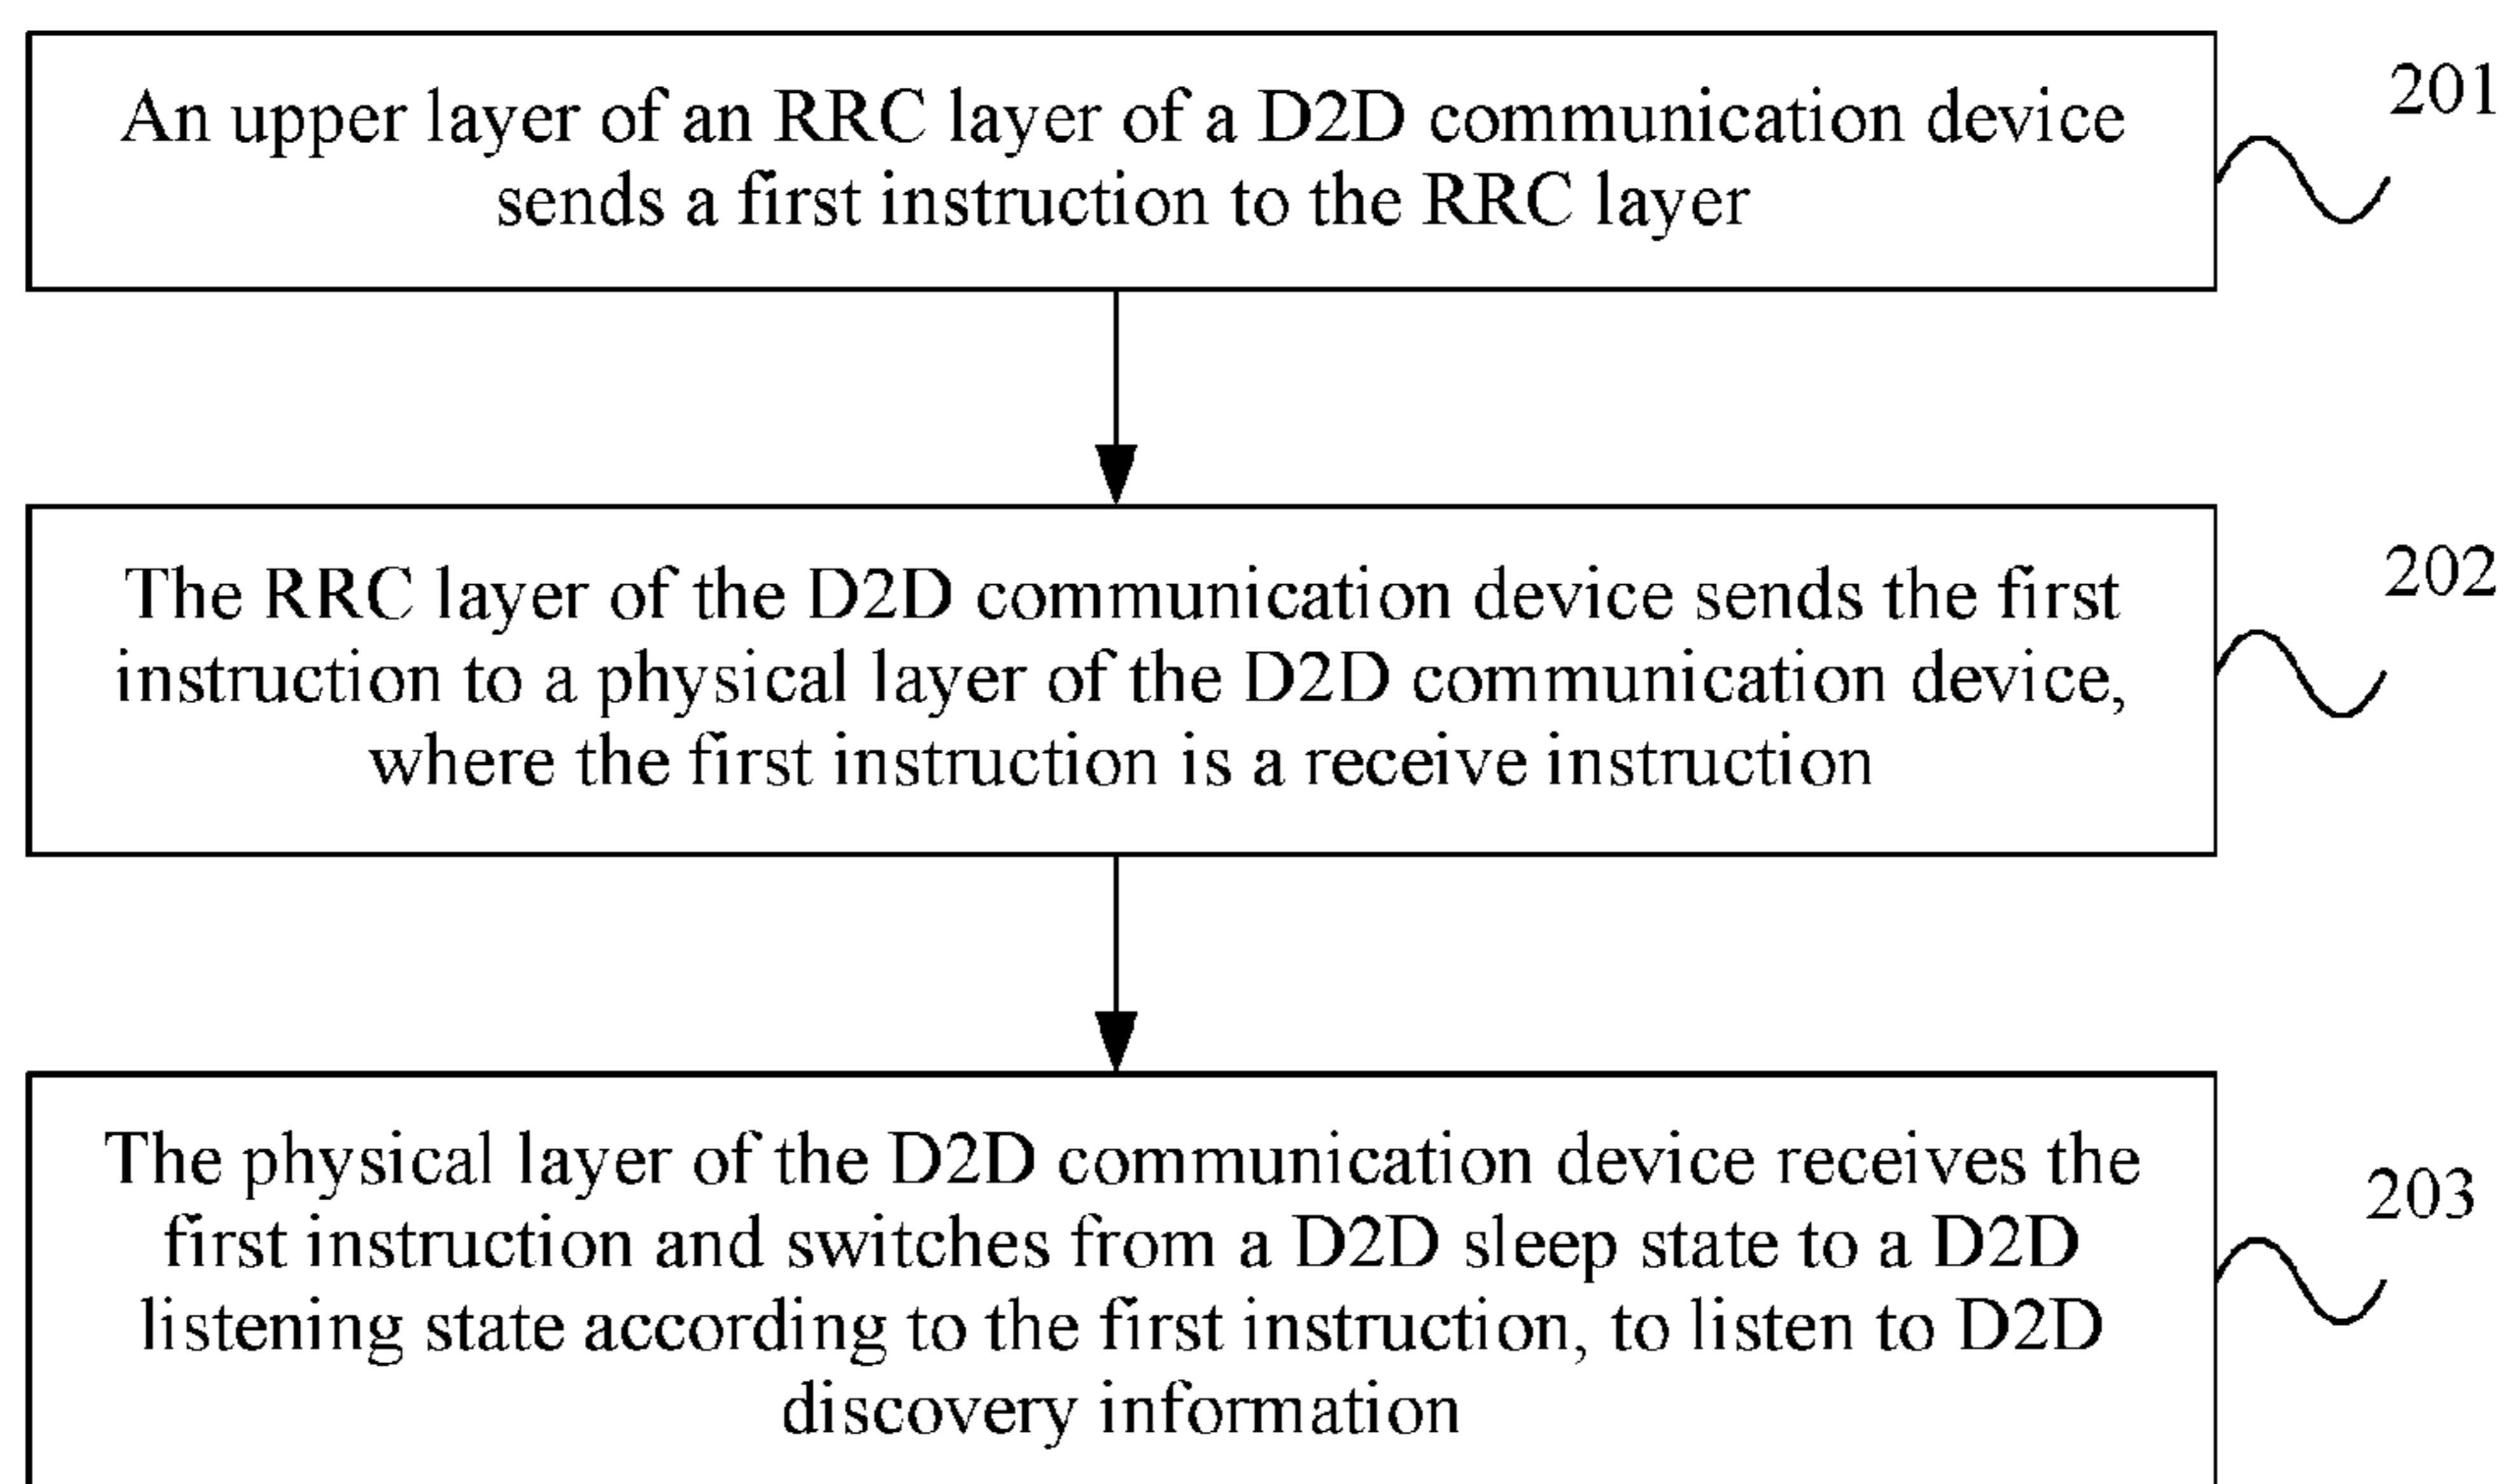 An upper layer of an RRC layer of a D2D communication device
sends a first instruction to the RRC layer
201
The RRC layer of the D2D communication device sends the first
instruction to a physical layer of the D2D communication device,
where the first instruction is a receive instruction
202
The physical layer of the D2D communication device receives the
first instruction and switches from a D2D sleep state to a D2D
listening state according to the first instruction, to listen to D2D
discovery information
203